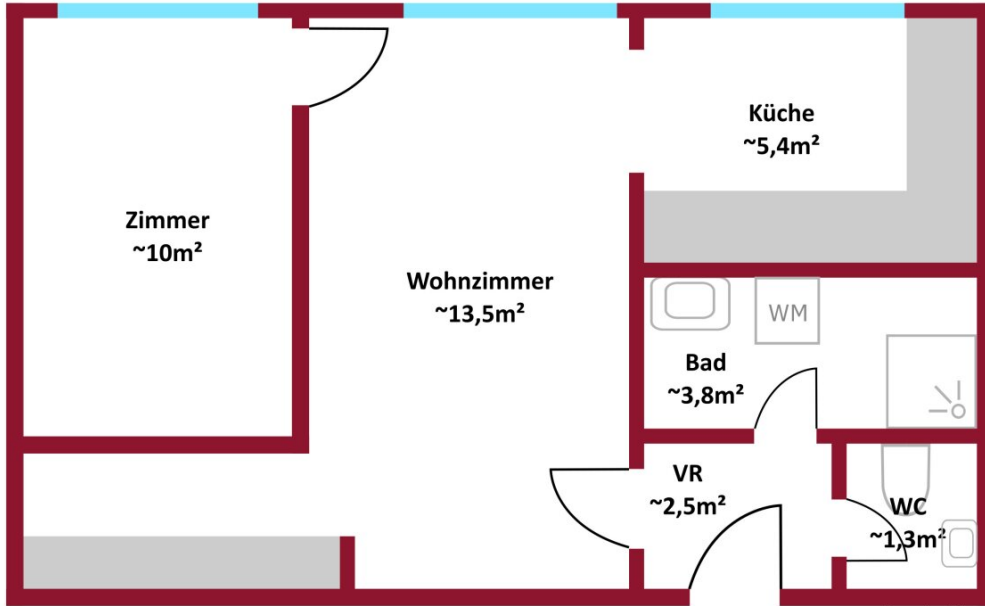 Küche
~5,4m²
Zimmer
~10m²
Wohnzimmer
~13,5m²
WM
Bad
~3,8m²
VR
~2,5m²
WC
~1,3m²